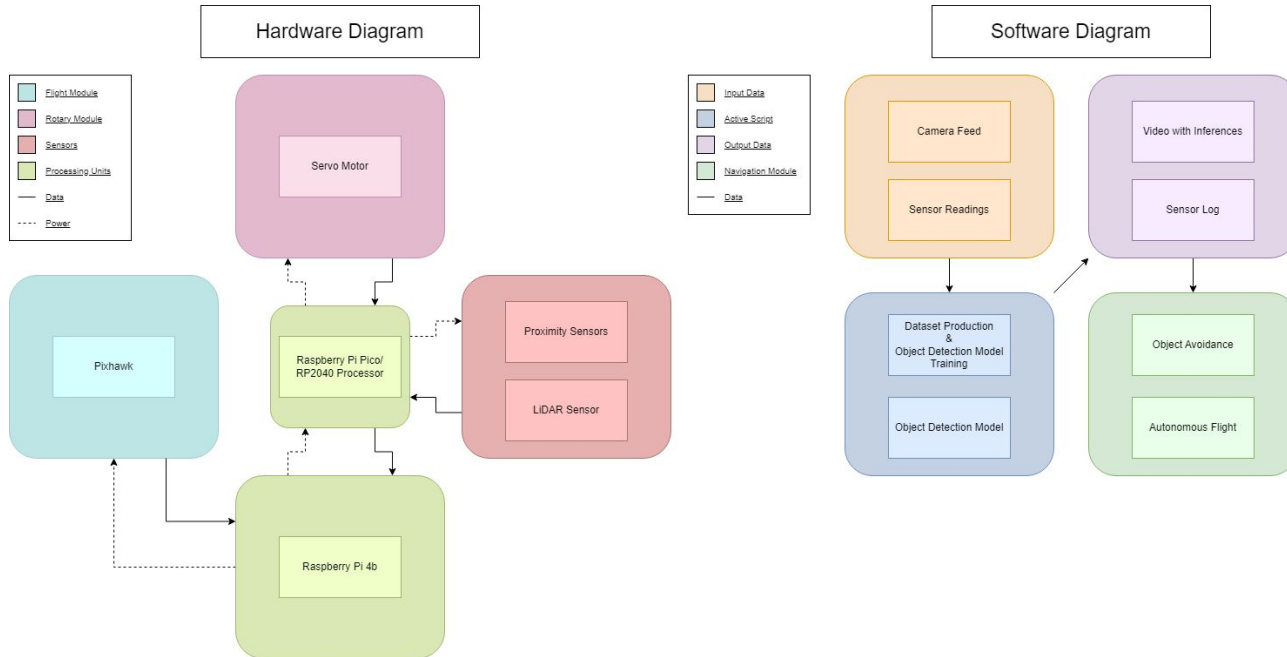 Hardware Diagram
Flight Module
Rotary Module
Sensors
Processing Units
Data
Power
Servo Motor
Pixhawk
Raspberry Pi Pico/
RP2040 Processor
Proximity Sensors
LiDAR Sensor
Raspberry Pi 4b
Software Diagram
Input Data
Active Script
Output Data
Navigation Module
Data
Camera Feed
Sensor Readings
Video with Inferences
Sensor Log
Dataset Production
&
Object Detection Model
Training
Object Detection Model
Object Avoidance
Autonomous Flight